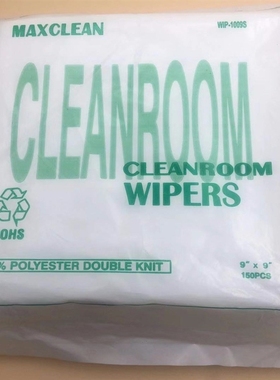 MAXCLEAN
WIP-1009S
CLEANROOM
CLEANROOM
WIPERS
OHS
% POLYESTER DOUBLE KNIT
9" x 9"
150PCS